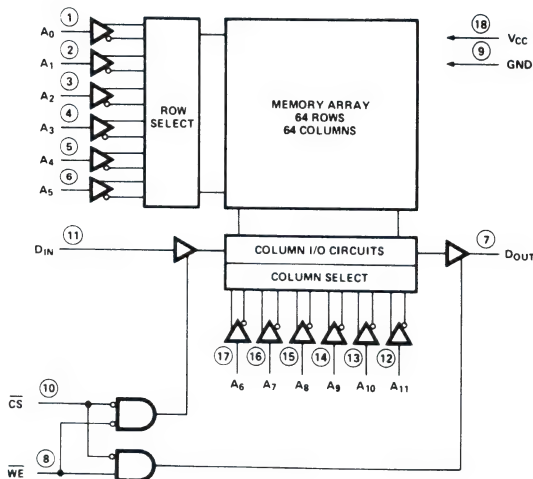 1
A0
2
A1
3
A2
4
A3
5
A4
6
A5
ROW
SELECT
MEMORY ARRAY
64 ROWS
64 COLUMNS
18
VCC
9
GND
11
DIN
COLUMN I/O CIRCUITS
COLUMN SELECT
7
DOUT
17 16 15 14 13 12
A6 A7 A8 A9 A10 A11
10
CS
8
WE